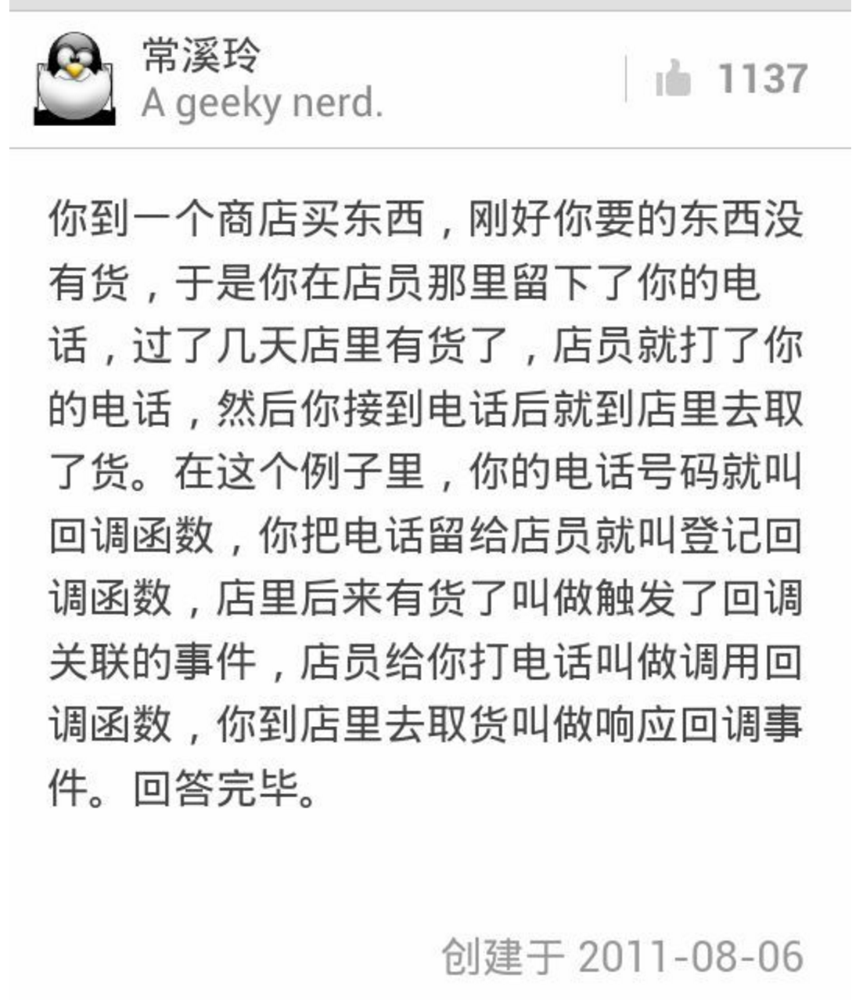 常溪玲
A geeky nerd.
1137
你到一个商店买东西，刚好你要的东西没
有货，于是你在店员那里留下了你的电
话，过了几天店里有货了，店员就打了你
的电话，然后你接到电话后就到店里去取
了货。在这个例子里，你的电话号码就叫
回调函数，你把电话留给店员就叫登记回
调函数，店里后来有货了叫做触发了回调
关联的事件，店员给你打电话叫做调用回
调函数，你到店里去取货叫做响应回调事
件。回答完毕。
创建于 2011-08-06